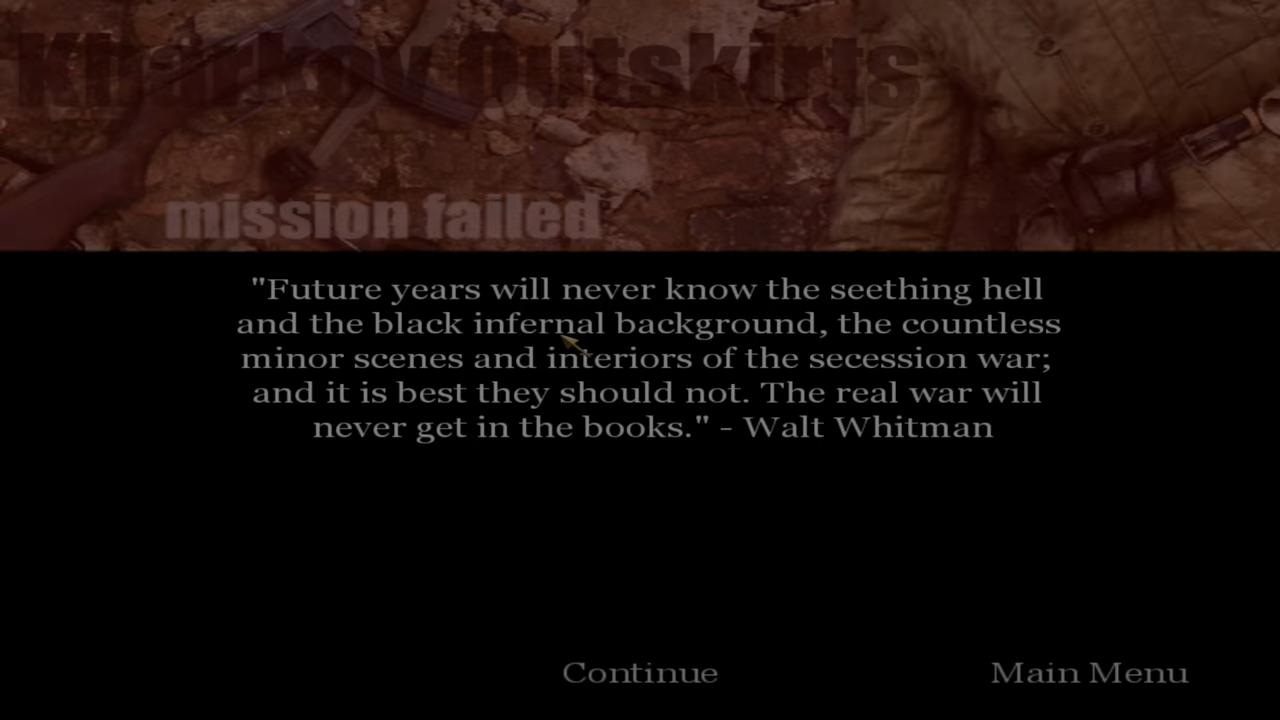 Kharkov Outskirts
mission failed
"Future years will never know the seething hell
and the black infernal background, the countless
minor scenes and interiors of the secession war;
and it is best they should not. The real war will
never get in the books." - Walt Whitman
Continue
Main Menu